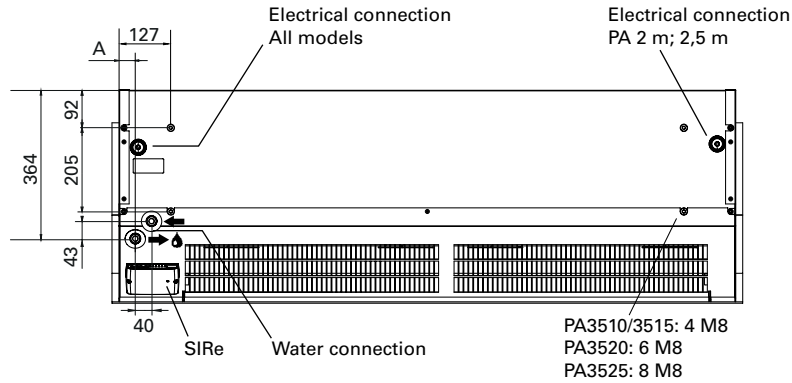 Electrical connection
All models
Electrical connection
PA 2 m; 2,5 m
127
A
92
364
205
43
40
SIRe
Water connection
PA3510/3515: 4 M8
PA3520: 6 M8
PA3525: 8 M8